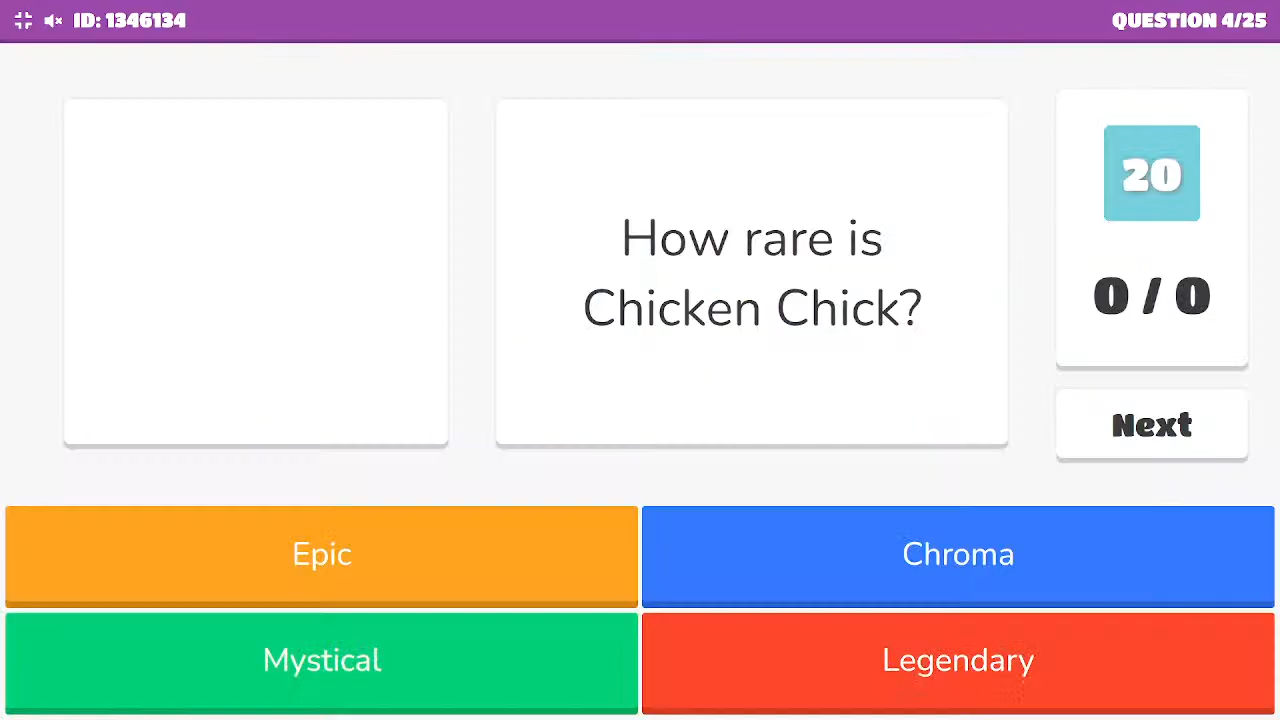 ID: 1346134
QUESTION 4/25
How rare is
Chicken Chick?
20
0 / 0
Next
Epic
Chroma
Mystical
Legendary